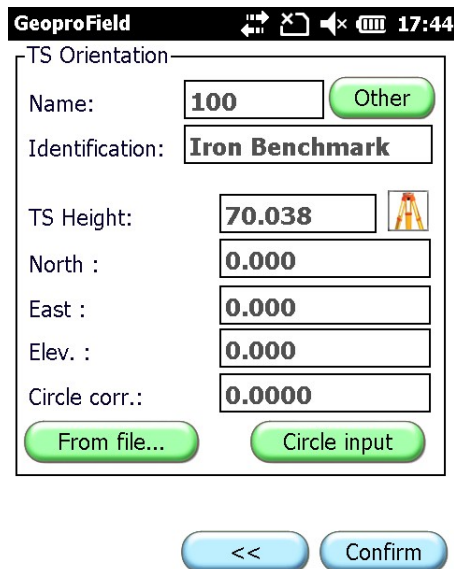 GeoproField 17:44
TS Orientation
Name: 100 Other
Identification: Iron Benchmark
TS Height: 70.038
North : 0.000
East : 0.000
Elev. : 0.000
Circle corr.: 0.0000
From file... Circle input
<< Confirm